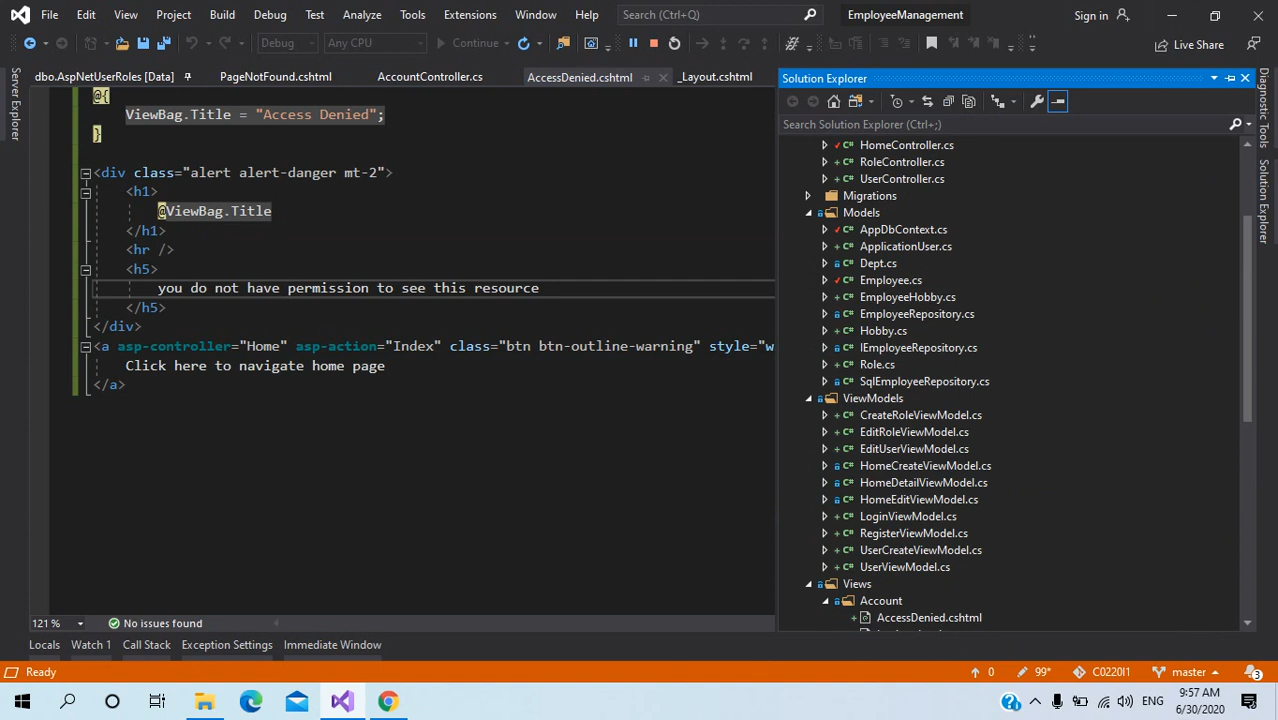 File Edit View Project Build Debug Test Analyze Tools Extensions Window Help Search (Ctrl+Q) EmployeeManagement Sign in
Debug Any CPU Continue Live Share
dbo.AspNetUserRoles [Data] PageNotFound.cshtml AccountController.cs AccessDenied.cshtml _Layout.cshtml
Server Explorer
@{
ViewBag.Title = "Access Denied";
}
<div class="alert alert-danger mt-2">
<h1>
@ViewBag.Title
</h1>
<hr />
<h5>
you do not have permission to see this resource
</h5>
</div>
<a asp-controller="Home" asp-action="Index" class="btn btn-outline-warning" style="w
Click here to navigate home page
</a>
121 % No issues found
Solution Explorer
Search Solution Explorer (Ctrl+;)
HomeController.cs
RoleController.cs
UserController.cs
Migrations
Models
AppDbContext.cs
ApplicationUser.cs
Dept.cs
Employee.cs
EmployeeHobby.cs
EmployeeRepository.cs
Hobby.cs
IEmployeeRepository.cs
Role.cs
SqlEmployeeRepository.cs
ViewModels
CreateRoleViewModel.cs
EditRoleViewModel.cs
EditUserViewModel.cs
HomeCreateViewModel.cs
HomeDetailViewModel.cs
HomeEditViewModel.cs
LoginViewModel.cs
RegisterViewModel.cs
UserCreateViewModel.cs
UserViewModel.cs
Views
Account
AccessDenied.cshtml
Diagnostic Tools
Solution Explorer
Locals Watch 1 Call Stack Exception Settings Immediate Window
Ready 0 99* C0220I1 master 3
ENG 9:57 AM
6/30/2020